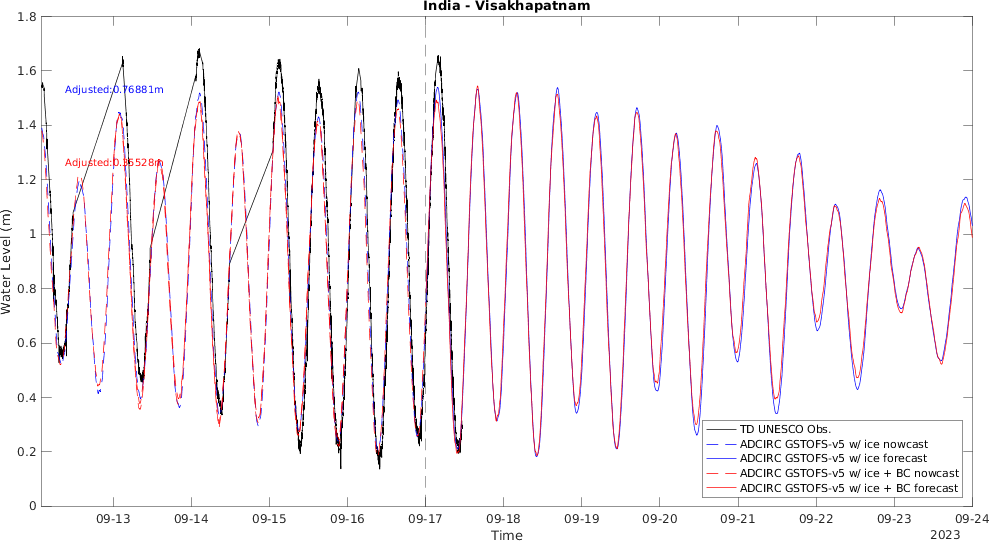 India - Visakhapatnam
Water Level (m)
1.8
1.6
1.4
1.2
1
0.8
0.6
0.4
0.2
0
Adjusted:0.76881m
Adjusted:0.35528m
TD UNESCO Obs.
ADCIRC GSTOFS-v5 w/ ice nowcast
ADCIRC GSTOFS-v5 w/ ice forecast
ADCIRC GSTOFS-v5 w/ ice + BC nowcast
ADCIRC GSTOFS-v5 w/ ice + BC forecast
09-13 09-14 09-15 09-16 09-17 09-18 09-19 09-20 09-21 09-22 09-23 09-24
Time
2023